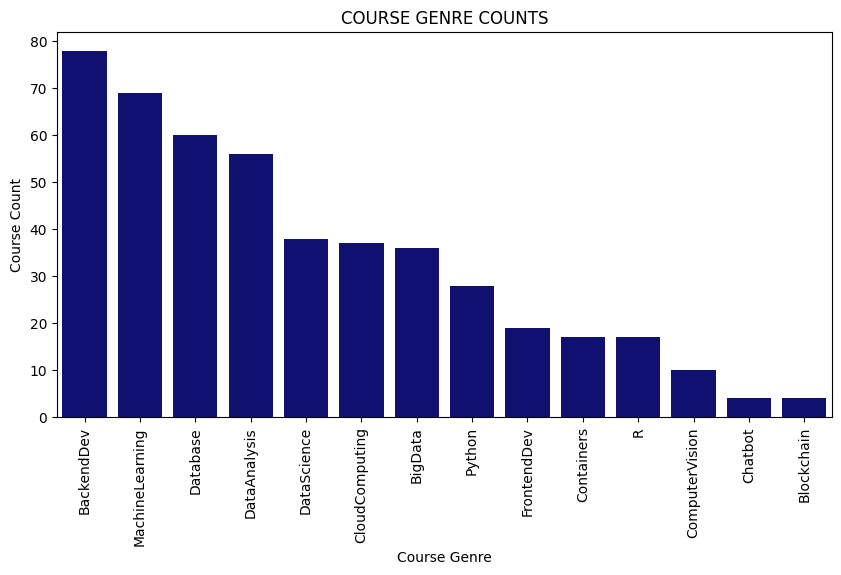 COURSE GENRE COUNTS
Course Count
80
70
60
50
40
30
20
10
0
BackendDev
MachineLearning
Database
DataAnalysis
DataScience
CloudComputing
BigData
Python
FrontendDev
Containers
R
ComputerVision
Chatbot
Blockchain
Course Genre